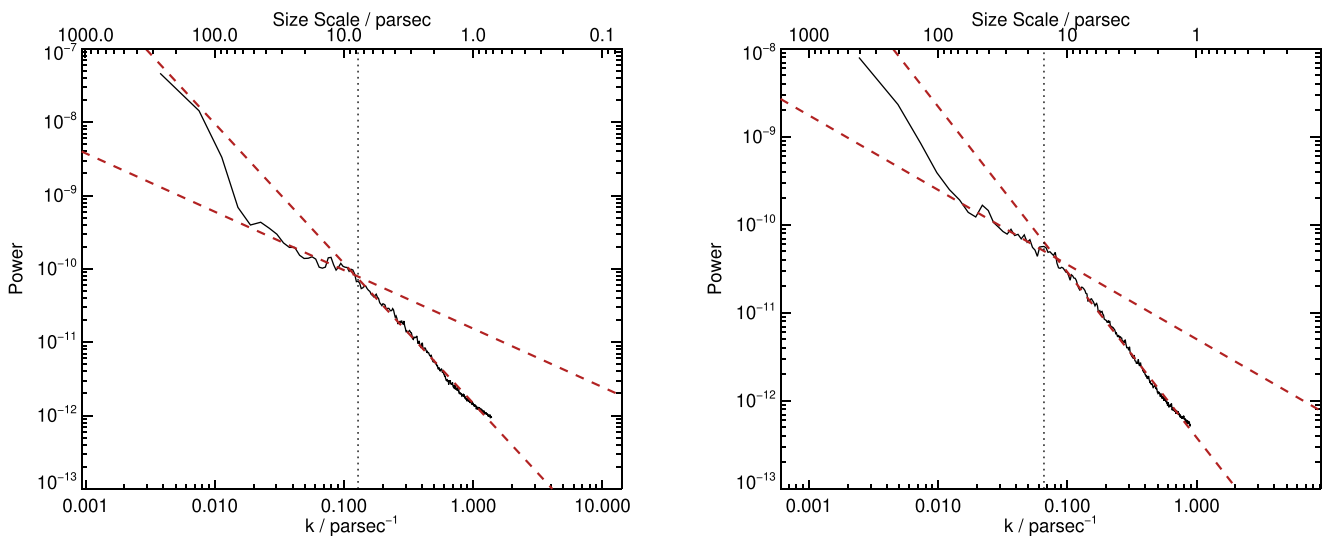 Size Scale / parsec
1000.0 100.0 10.0 1.0 0.1
10⁻⁷
10⁻⁸
10⁻⁹
10⁻¹⁰
10⁻¹¹
10⁻¹²
10⁻¹³
Power
0.001 0.010 0.100 1.000 10.000
k / parsec⁻¹
Size Scale / parsec
1000 100 10 1
10⁻⁸
10⁻⁹
10⁻¹⁰
10⁻¹¹
10⁻¹²
10⁻¹³
Power
0.001 0.010 0.100 1.000
k / parsec⁻¹